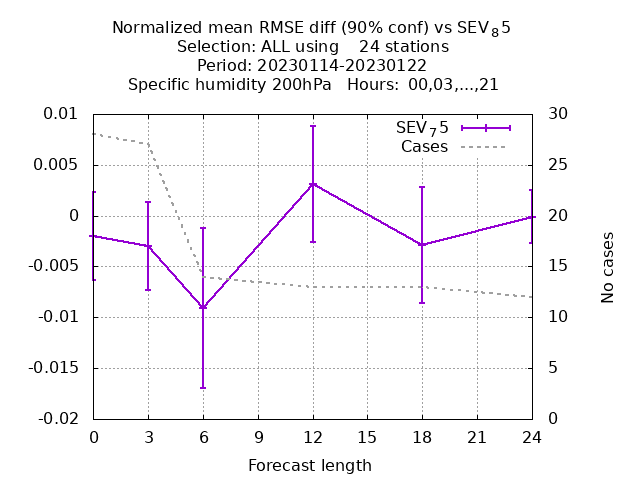 Normalized mean RMSE diff (90% conf) vs SEV₈5
Selection: ALL using    24 stations
Period: 20230114-20230122
Specific humidity 200hPa   Hours:  00,03,...,21
0.01
0.005
0
-0.005
-0.01
-0.015
-0.02
30
25
20
15
10
5
0
SEV₇5
Cases
No cases
0 3 6 9 12 15 18 21 24
Forecast length